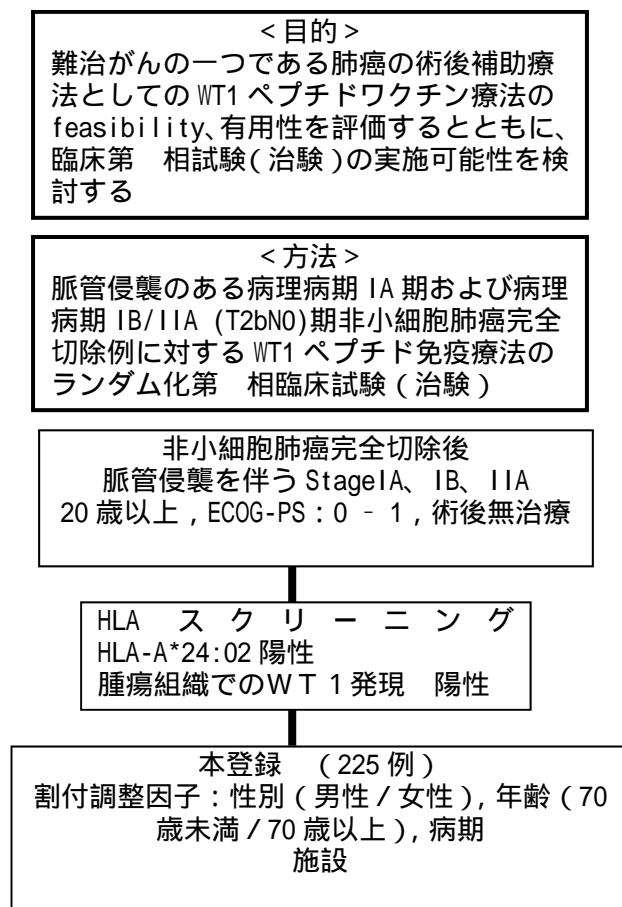 <目的>
難治がんの一つである肺癌の術後補助療
法としての WT1 ペプチドワクチン療法の
feasibility、有用性を評価するとともに、
臨床第　相試験(治験)の実施可能性を検
討する
<方法>
脈管侵襲のある病理病期 IA 期および病理
病期 IB/IIA (T2bN0)期非小細胞肺癌完全
切除例に対する WT1 ペプチド免疫療法の
ランダム化第　相臨床試験(治験)
非小細胞肺癌完全切除後
脈管侵襲を伴う StageIA、IB、IIA
20 歳以上,ECOG-PS:0 - 1,術後無治療
HLA ス ク リ ー ニ ン グ
HLA-A*24:02 陽性
腫瘍組織でのWT1発現　陽性
本登録　(225 例)
割付調整因子:性別(男性/女性),年齢(70
歳未満/70 歳以上),病期
施設